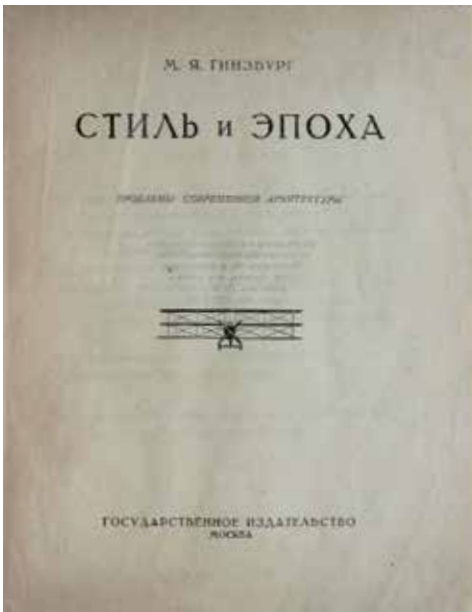 М. Я. ГИНЗБУРГ
СТИЛЬ и ЭПОХА
ПРОБЛЕМЫ СОВРЕМЕННОЙ АРХИТЕКТУРЫ
ГОСУДАРСТВЕННОЕ ИЗДАТЕЛЬСТВО
МОСКВА